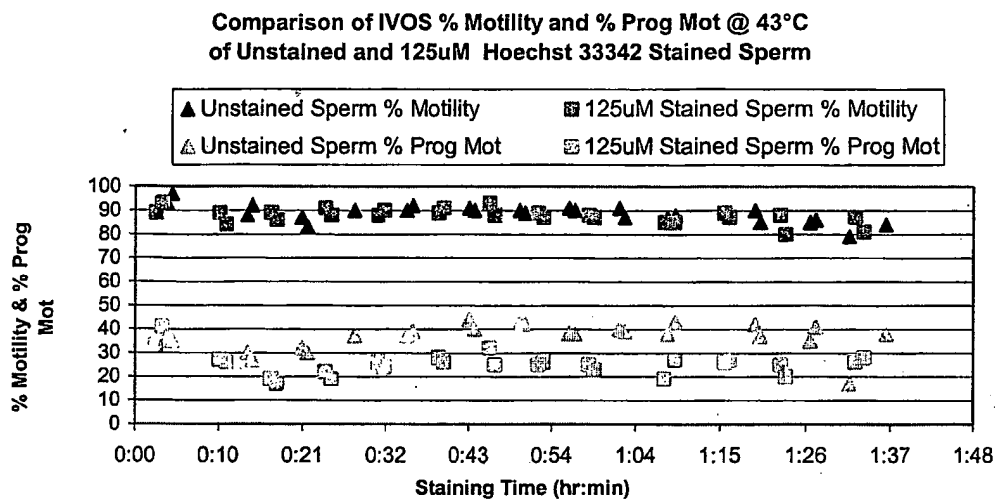 Comparison of IVOS % Motility and % Prog Mot @ 43°C
of Unstained and 125uM Hoechst 33342 Stained Sperm
Unstained Sperm % Motility
125uM Stained Sperm % Motility
Unstained Sperm % Prog Mot
125uM Stained Sperm % Prog Mot
% Motility & % Prog
Mot
100
90
80
70
60
50
40
30
20
10
0
0:00 0:10 0:21 0:32 0:43 0:54 1:04 1:15 1:26 1:37 1:48
Staining Time (hr:min)